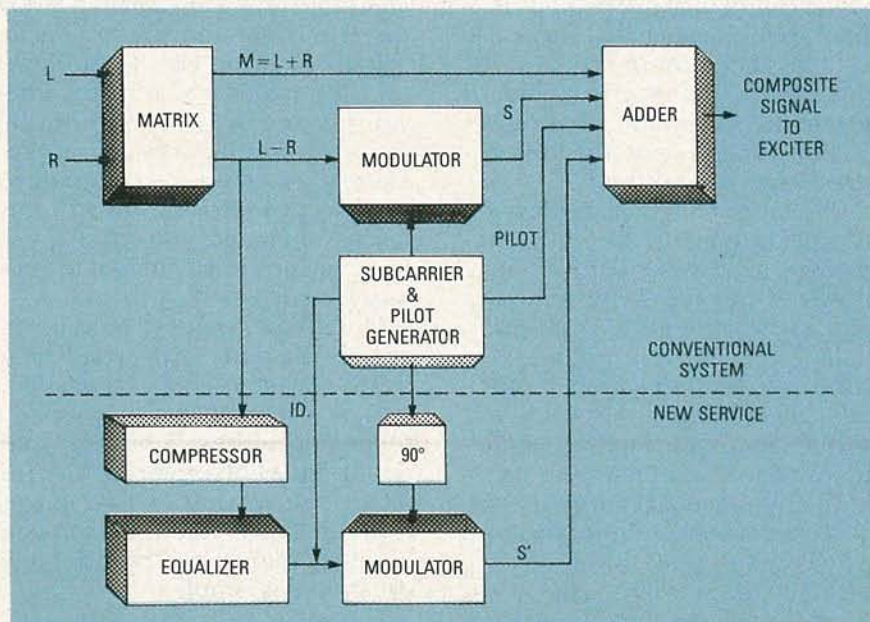 L
R
MATRIX
M = L + R
L − R
MODULATOR
S
ADDER
COMPOSITE
SIGNAL
TO
EXCITER
PILOT
SUBCARRIER
&
PILOT
GENERATOR
CONVENTIONAL
SYSTEM
NEW SERVICE
ID.
COMPRESSOR
90°
EQUALIZER
MODULATOR
S'